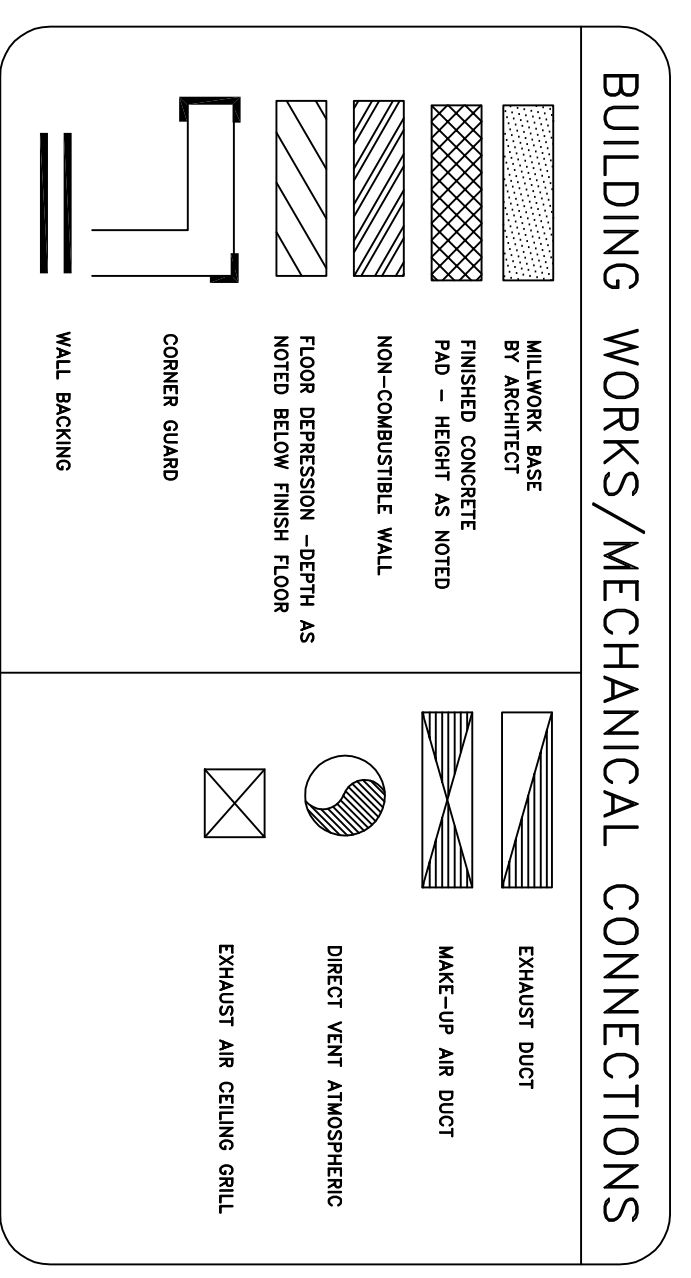 BUILDING WORKS/MECHANICAL CONNECTIONS
MILLWORK BASE
BY ARCHITECT
FINISHED CONCRETE
PAD – HEIGHT AS NOTED
NON–COMBUSTIBLE WALL
FLOOR DEPRESSION –DEPTH AS
NOTED BELOW FINISH FLOOR
CORNER GUARD
WALL BACKING
EXHAUST DUCT
MAKE–UP AIR DUCT
DIRECT VENT ATMOSPHERIC
EXHAUST AIR CEILING GRILL